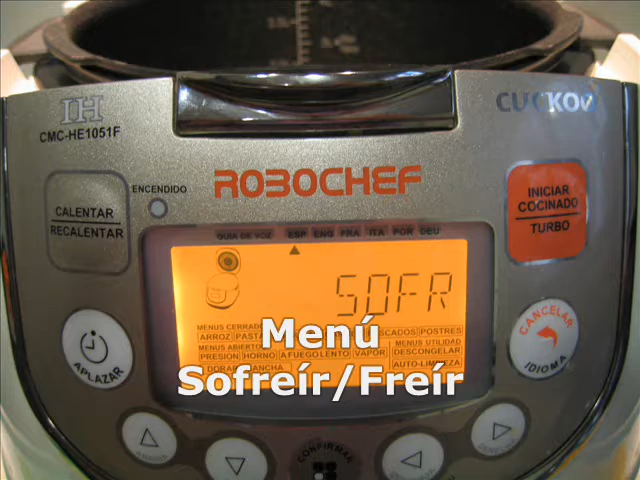 IH
CMC-HE1051F
CUCKOO
ROBOCHEF
ENCENDIDO
CALENTAR
RECALENTAR
INICIAR
COCINADO
TURBO
GUIA DE VOZ ESP ENG FRA ITA POR DEU
SOFR
MENUS CERRADO
ARROZ PASTA SCADOS POSTRES
MENUS ABIERTO MENUS UTILIDAD
PRESION HORNO A FUEGO LENTO VAPOR DESCONGELAR
AUTO-LIMPIEZA
Menú
Sofreír/Freír
APLAZAR
CANCELAR
IDIOMA
CONFIRMAR